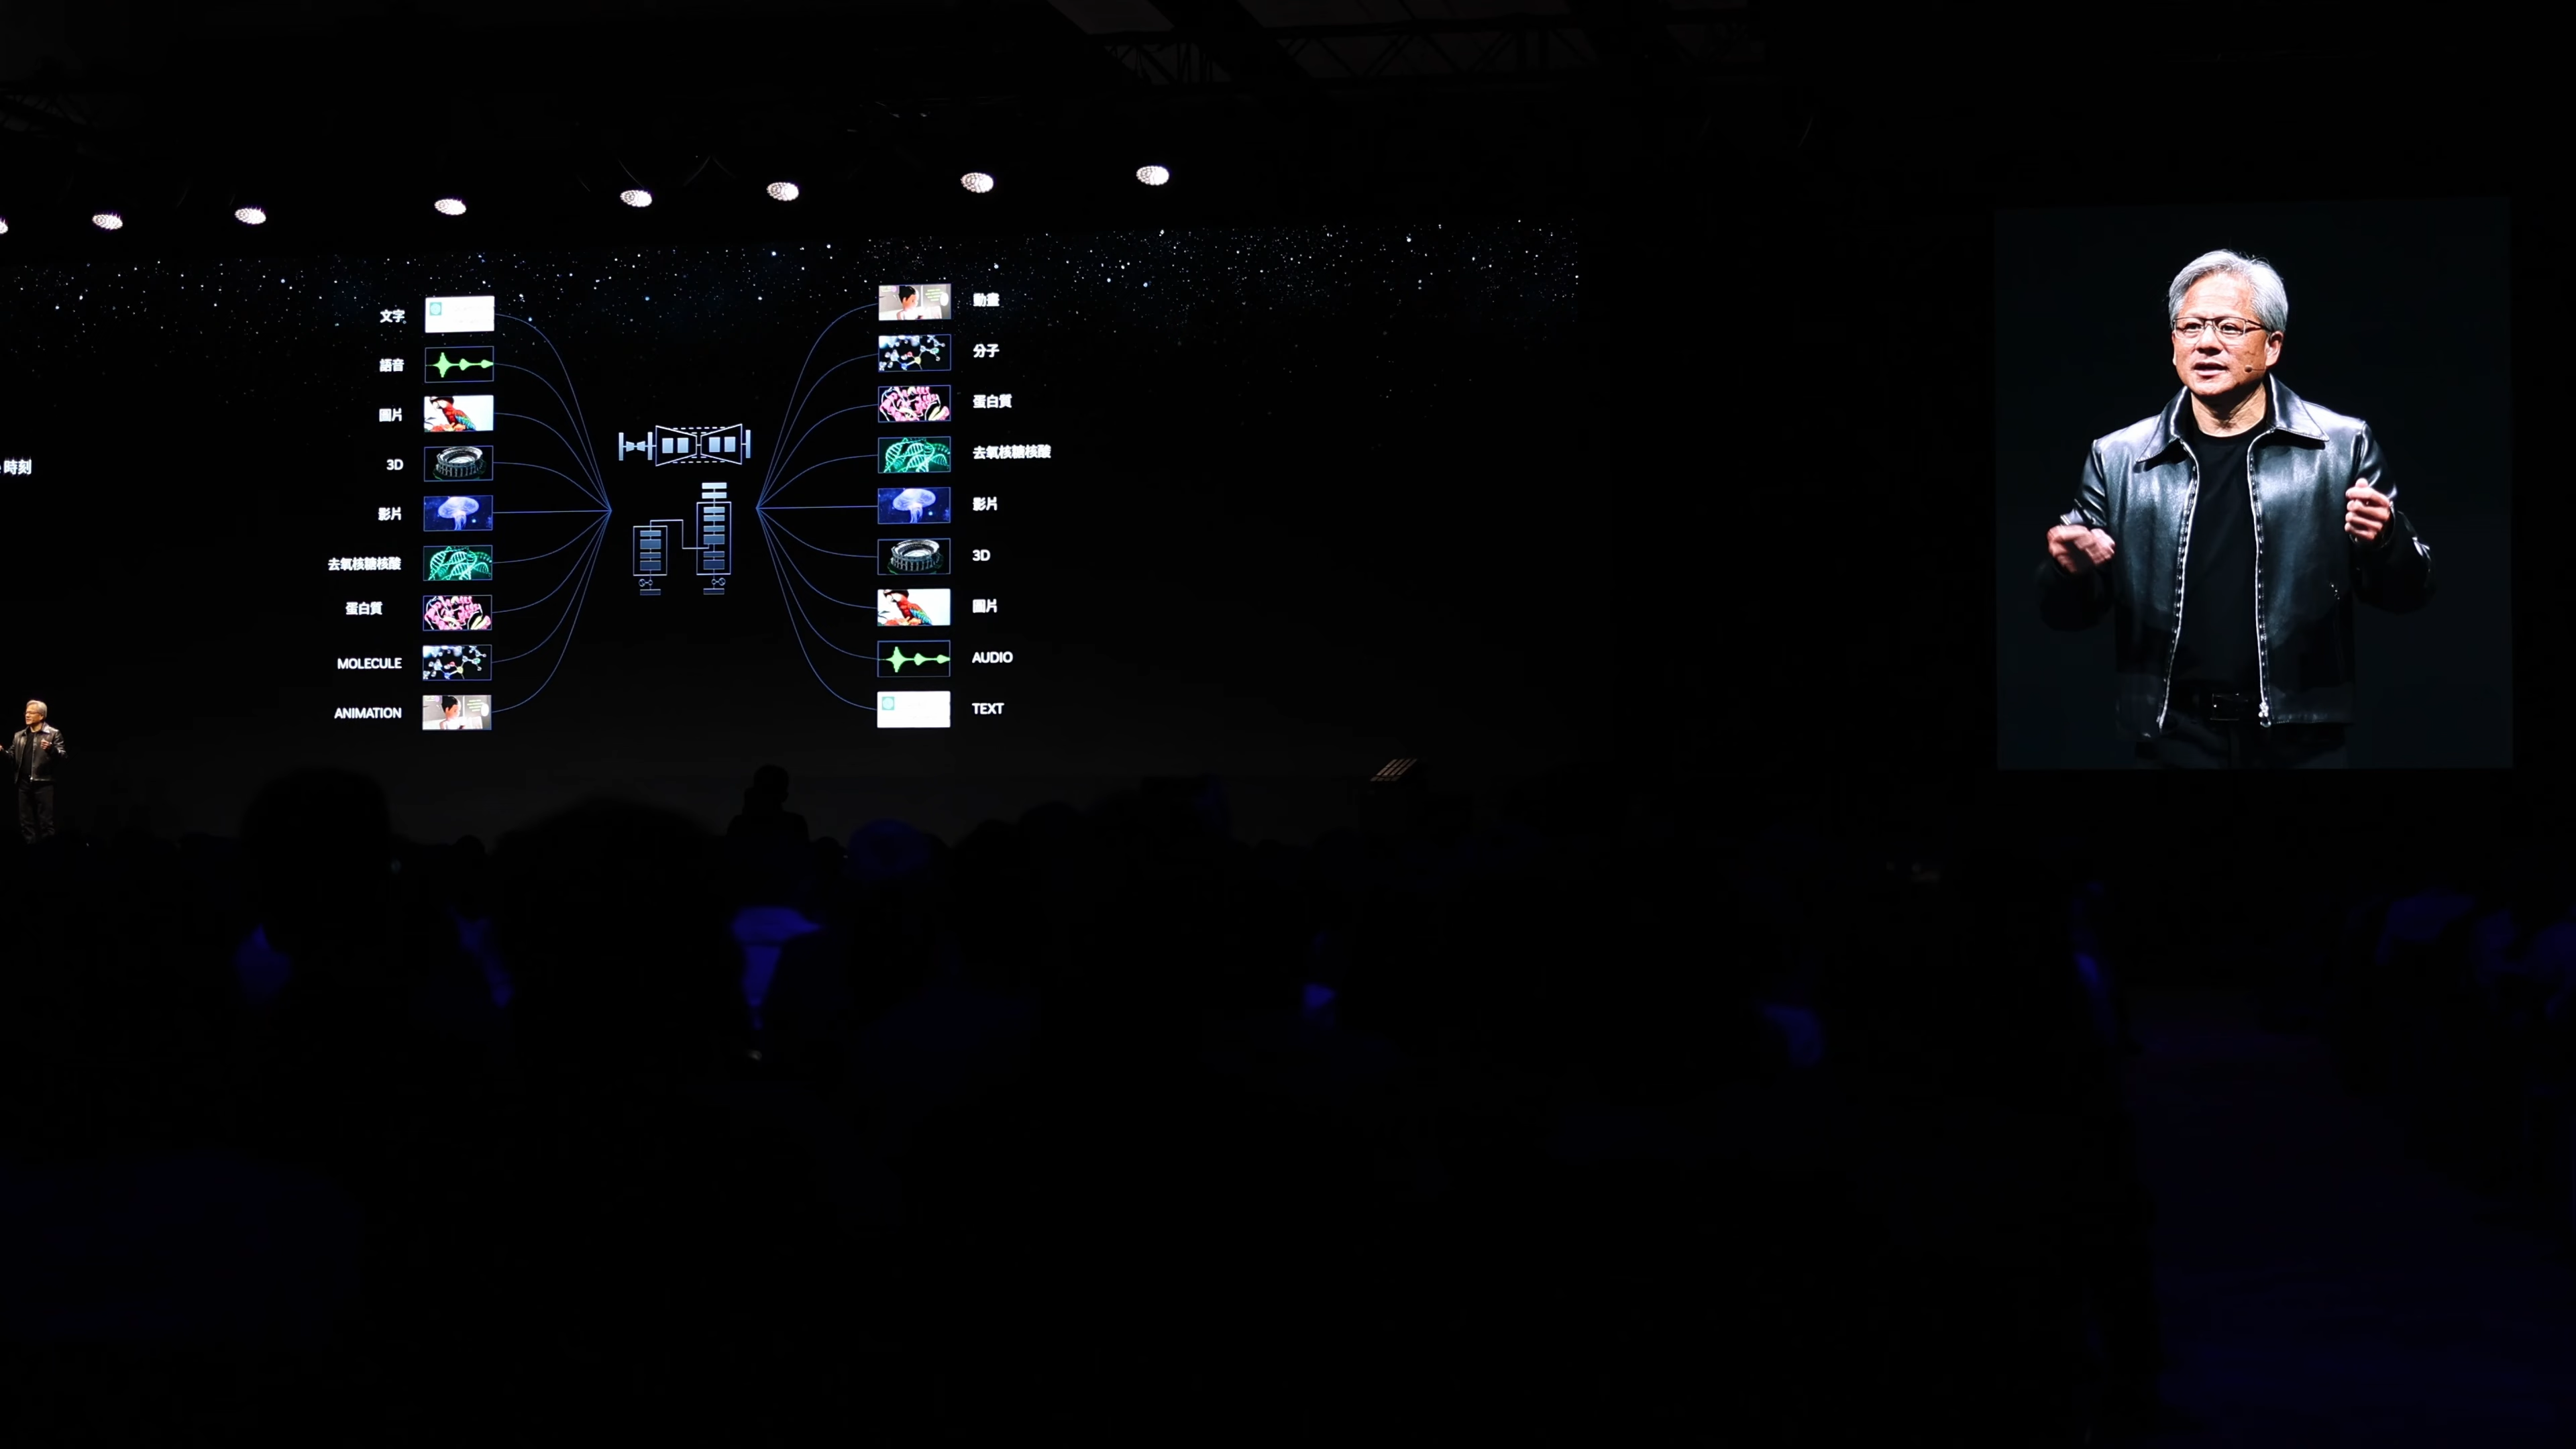 時刻
文字
語音
圖片
3D
影片
去氧核糖核酸
蛋白質
MOLECULE
ANIMATION
動畫
分子
蛋白質
去氧核糖核酸
影片
3D
圖片
AUDIO
TEXT